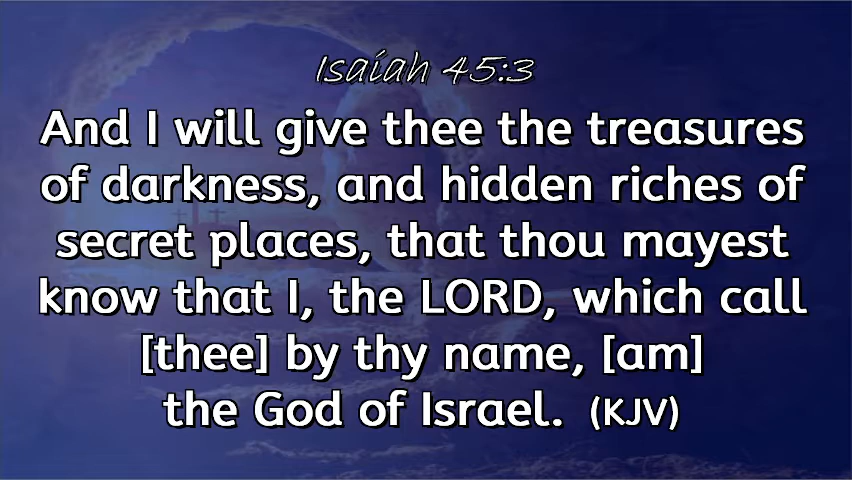 Isaiah 45:3
And I will give thee the treasures
of darkness, and hidden riches of
secret places, that thou mayest
know that I, the LORD, which call
[thee] by thy name, [am]
the God of Israel. (KJV)